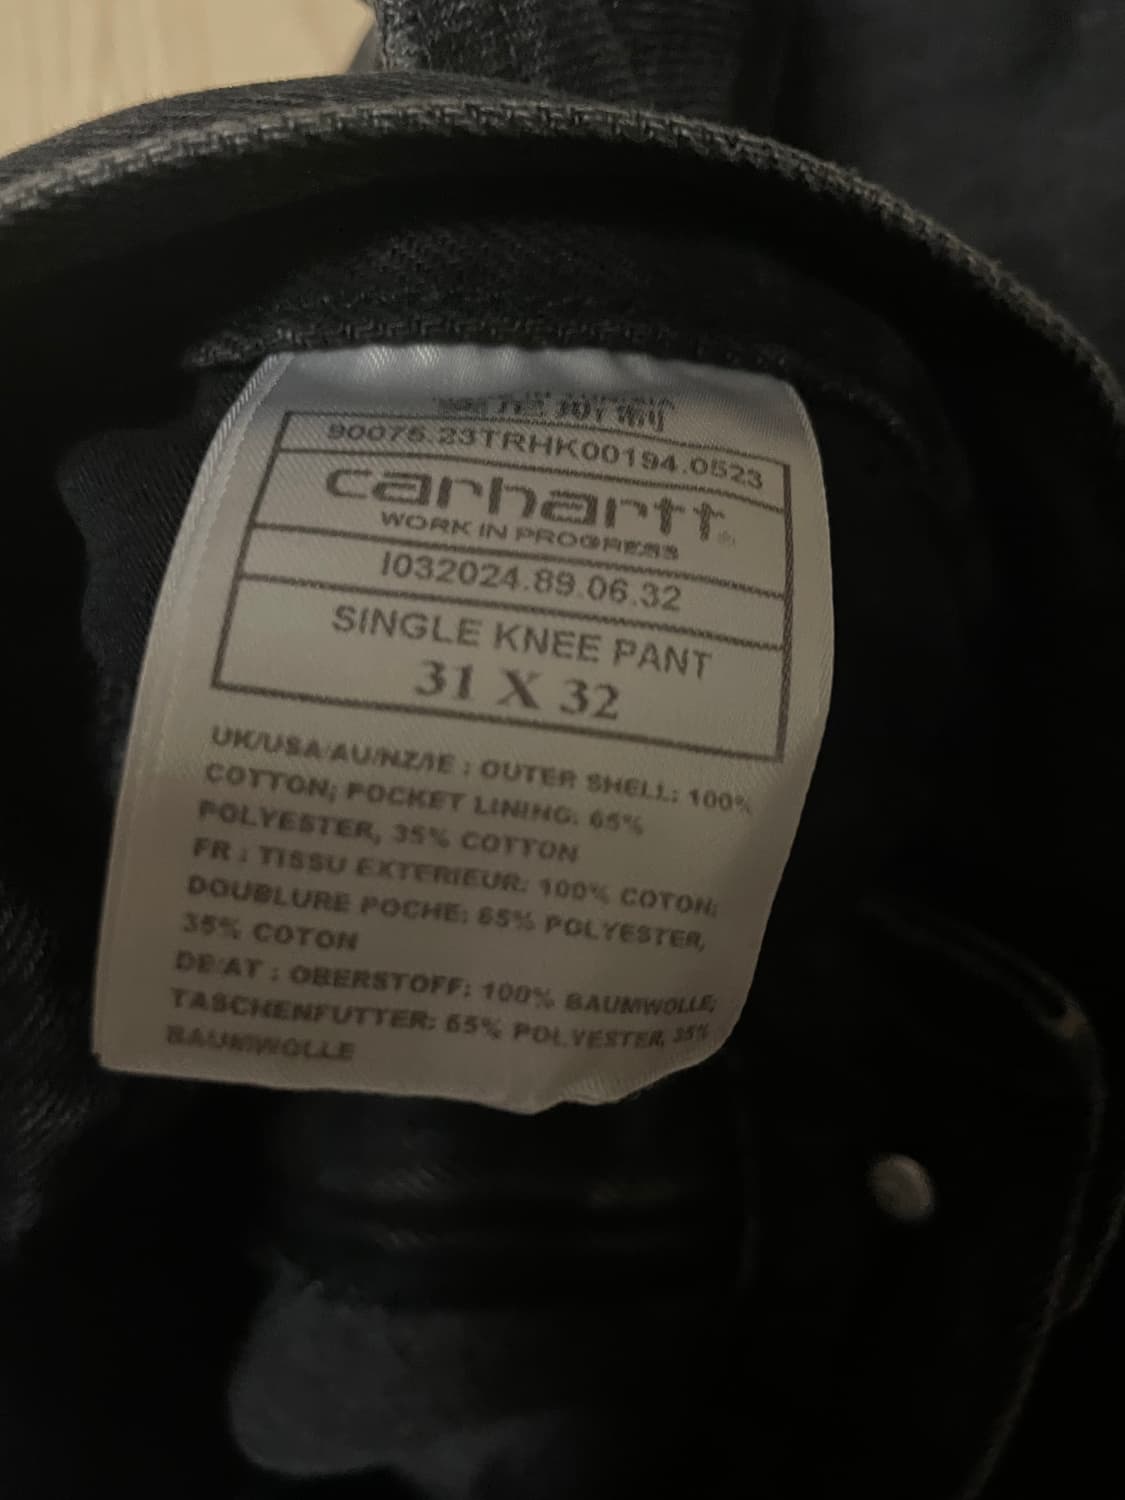 90075.23TRHK00194.0523
carhartt
WORK IN PROGRESS
I032024.89.06.32
SINGLE KNEE PANT
31 X 32
UK/USA/AU/NZ/IE : OUTER SHELL: 100%
COTTON; POCKET LINING: 65%
POLYESTER, 35% COTTON
FR : TISSU EXTERIEUR: 100% COTON;
DOUBLURE POCHE: 65% POLYESTER,
35% COTON
DE/AT : OBERSTOFF: 100% BAUMWOLLE;
TASCHENFUTTER: 65% POLYESTER, 35%
BAUMWOLLE